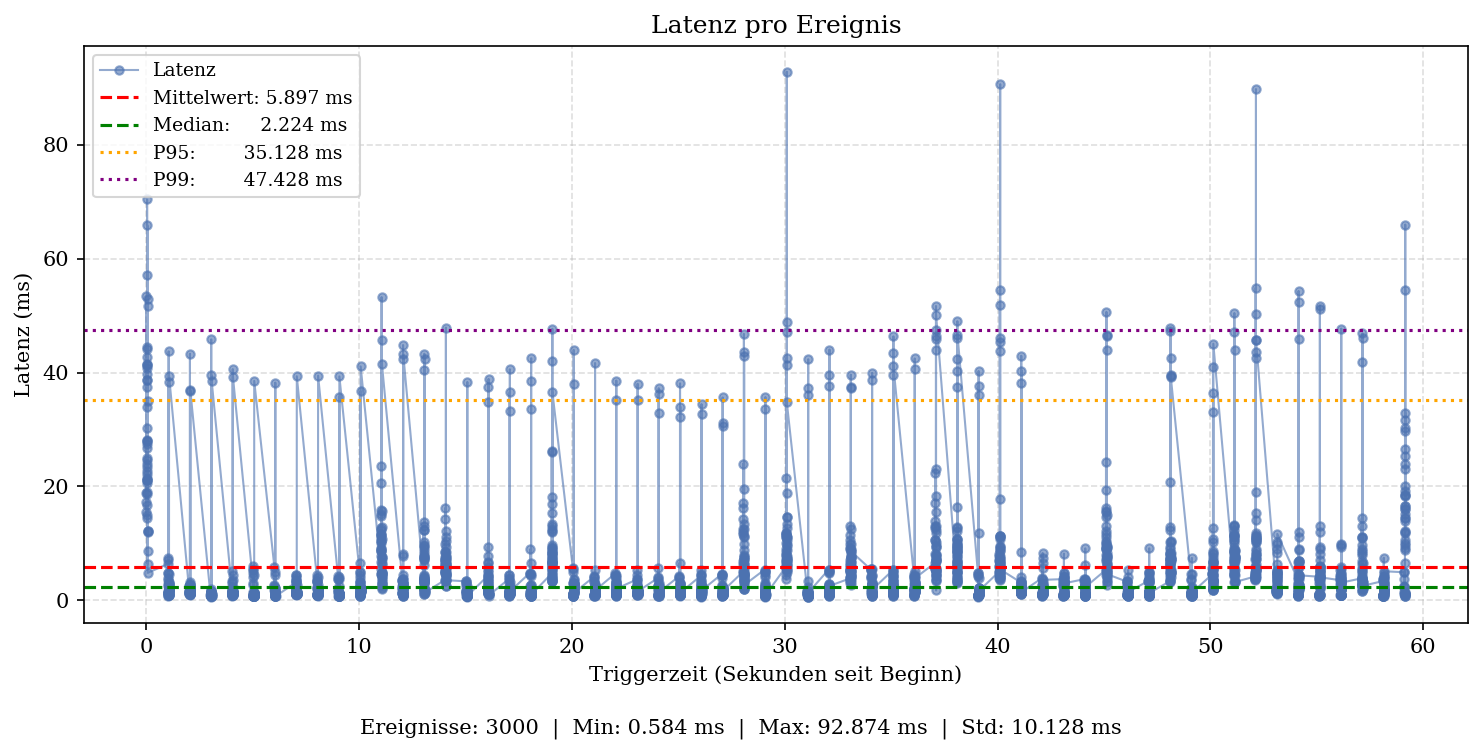 Latenz pro Ereignis
Latenz
Mittelwert: 5.897 ms
Median: 2.224 ms
P95: 35.128 ms
P99: 47.428 ms
Latenz (ms)
80
60
40
20
0
0 10 20 30 40 50 60
Triggerzeit (Sekunden seit Beginn)
Ereignisse: 3000 | Min: 0.584 ms | Max: 92.874 ms | Std: 10.128 ms